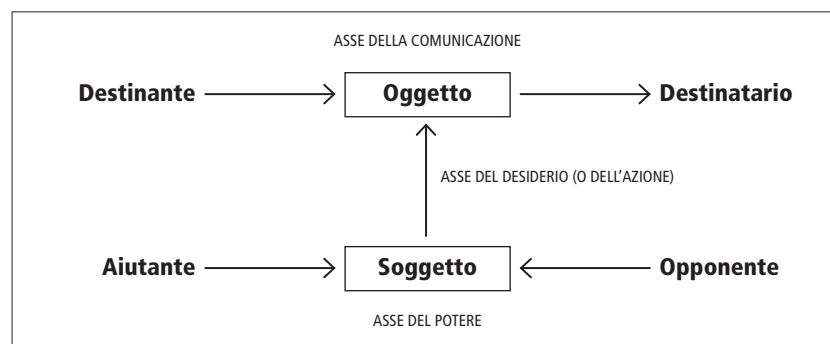 ASSE DELLA COMUNICAZIONE
Destinante Oggetto Destinatario
ASSE DEL DESIDERIO (O DELL’AZIONE)
Aiutante Soggetto Opponente
ASSE DEL POTERE